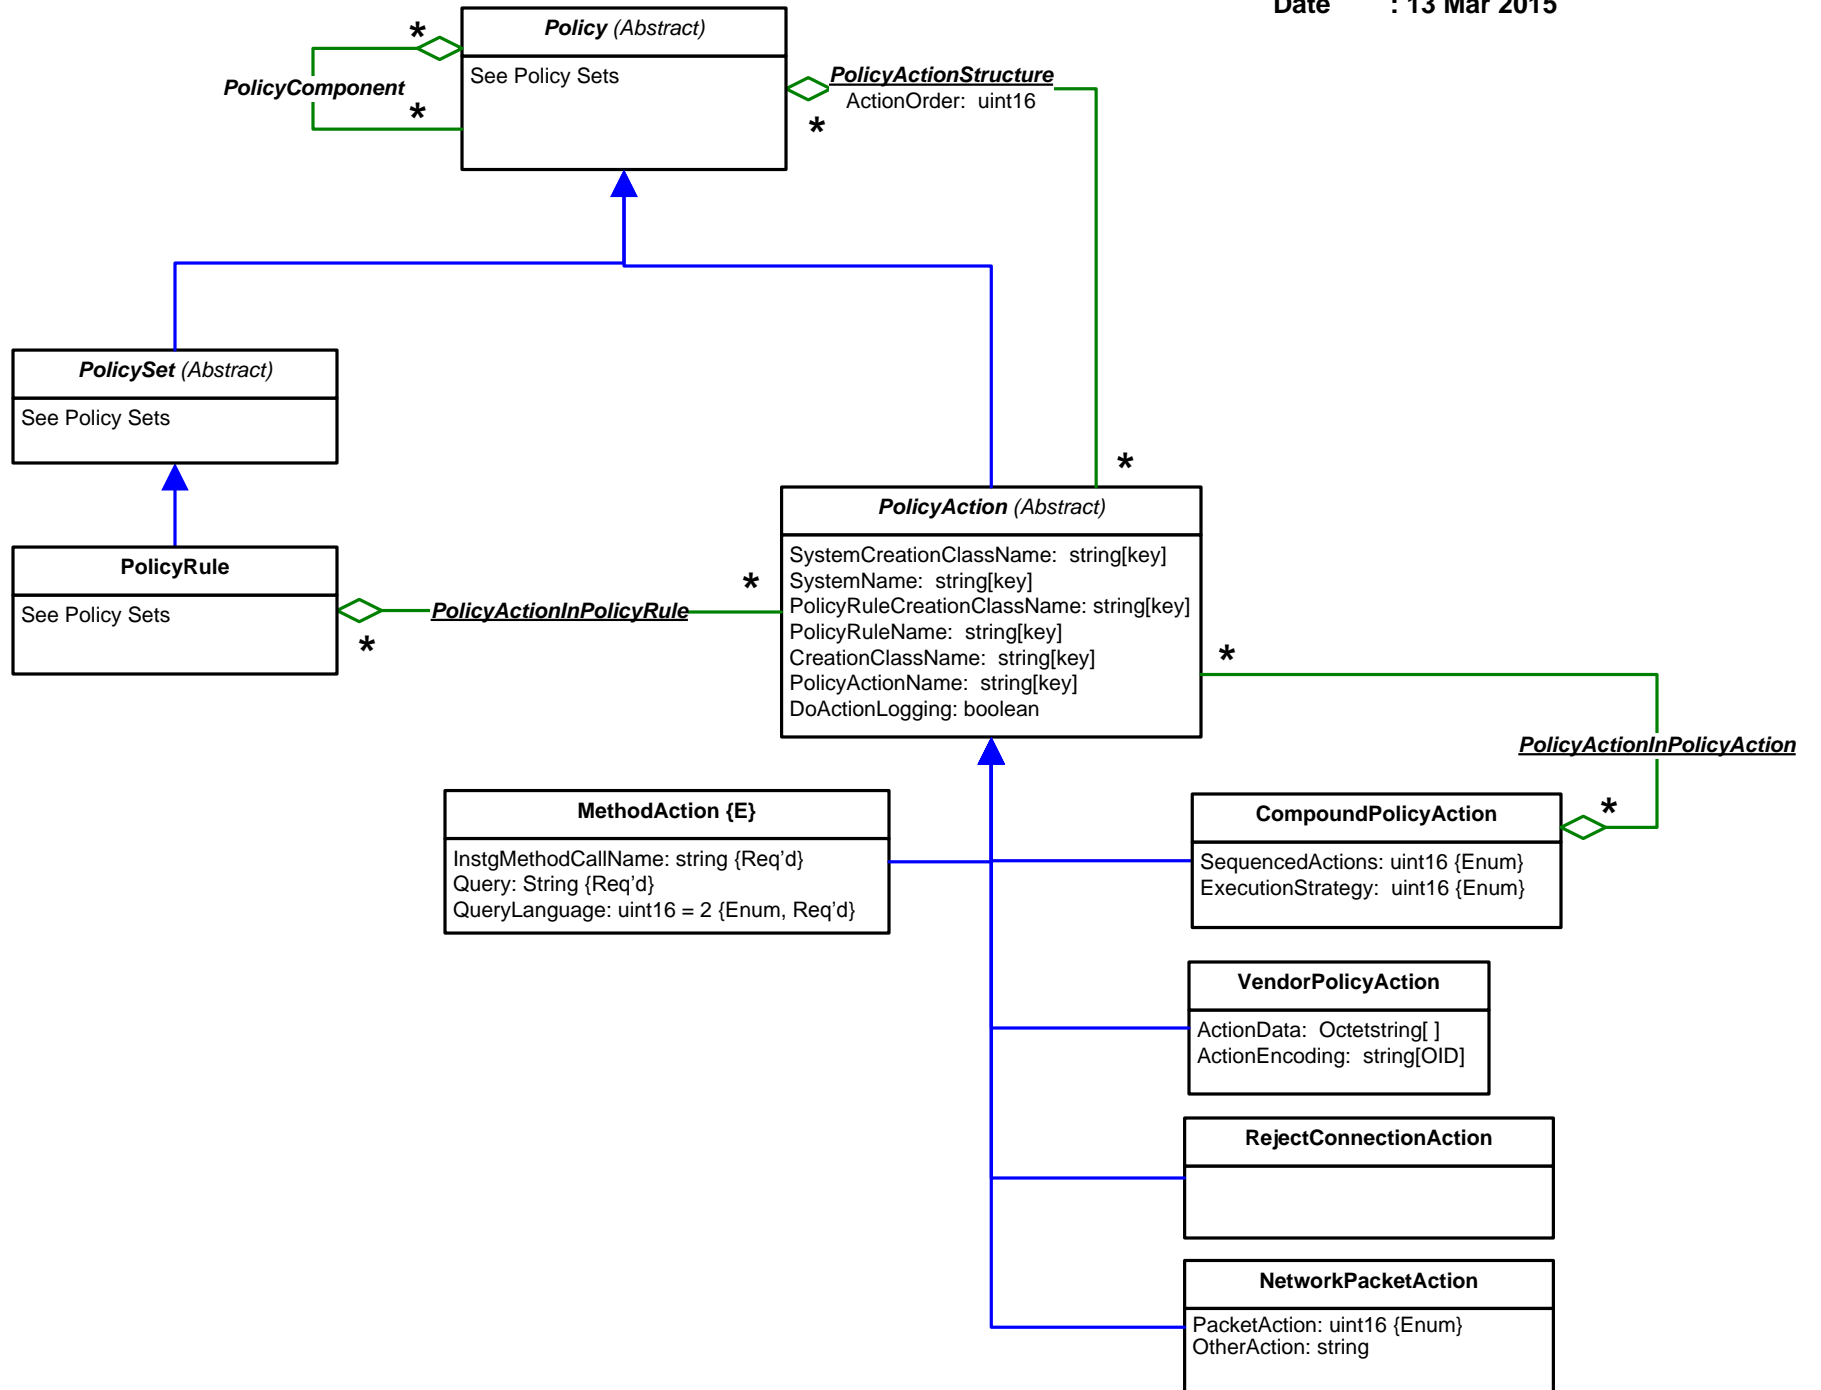 Date : 13 Mar 2015
*
Policy (Abstract)
See Policy Sets
PolicyComponent
*
PolicyActionStructure
ActionOrder: uint16
*
PolicySet (Abstract)
See Policy Sets
*
PolicyAction (Abstract)
SystemCreationClassName: string[key]
SystemName: string[key]
PolicyRuleCreationClassName: string[key]
PolicyRuleName: string[key]
CreationClassName: string[key]
PolicyActionName: string[key]
DoActionLogging: boolean
PolicyRule
See Policy Sets
*
PolicyActionInPolicyRule
*
*
PolicyActionInPolicyAction
*
MethodAction {E}
InstgMethodCallName: string {Req’d}
Query: String {Req’d}
QueryLanguage: uint16 = 2 {Enum, Req’d}
CompoundPolicyAction
SequencedActions: uint16 {Enum}
ExecutionStrategy: uint16 {Enum}
VendorPolicyAction
ActionData: Octetstring[ ]
ActionEncoding: string[OID]
RejectConnectionAction
NetworkPacketAction
PacketAction: uint16 {Enum}
OtherAction: string